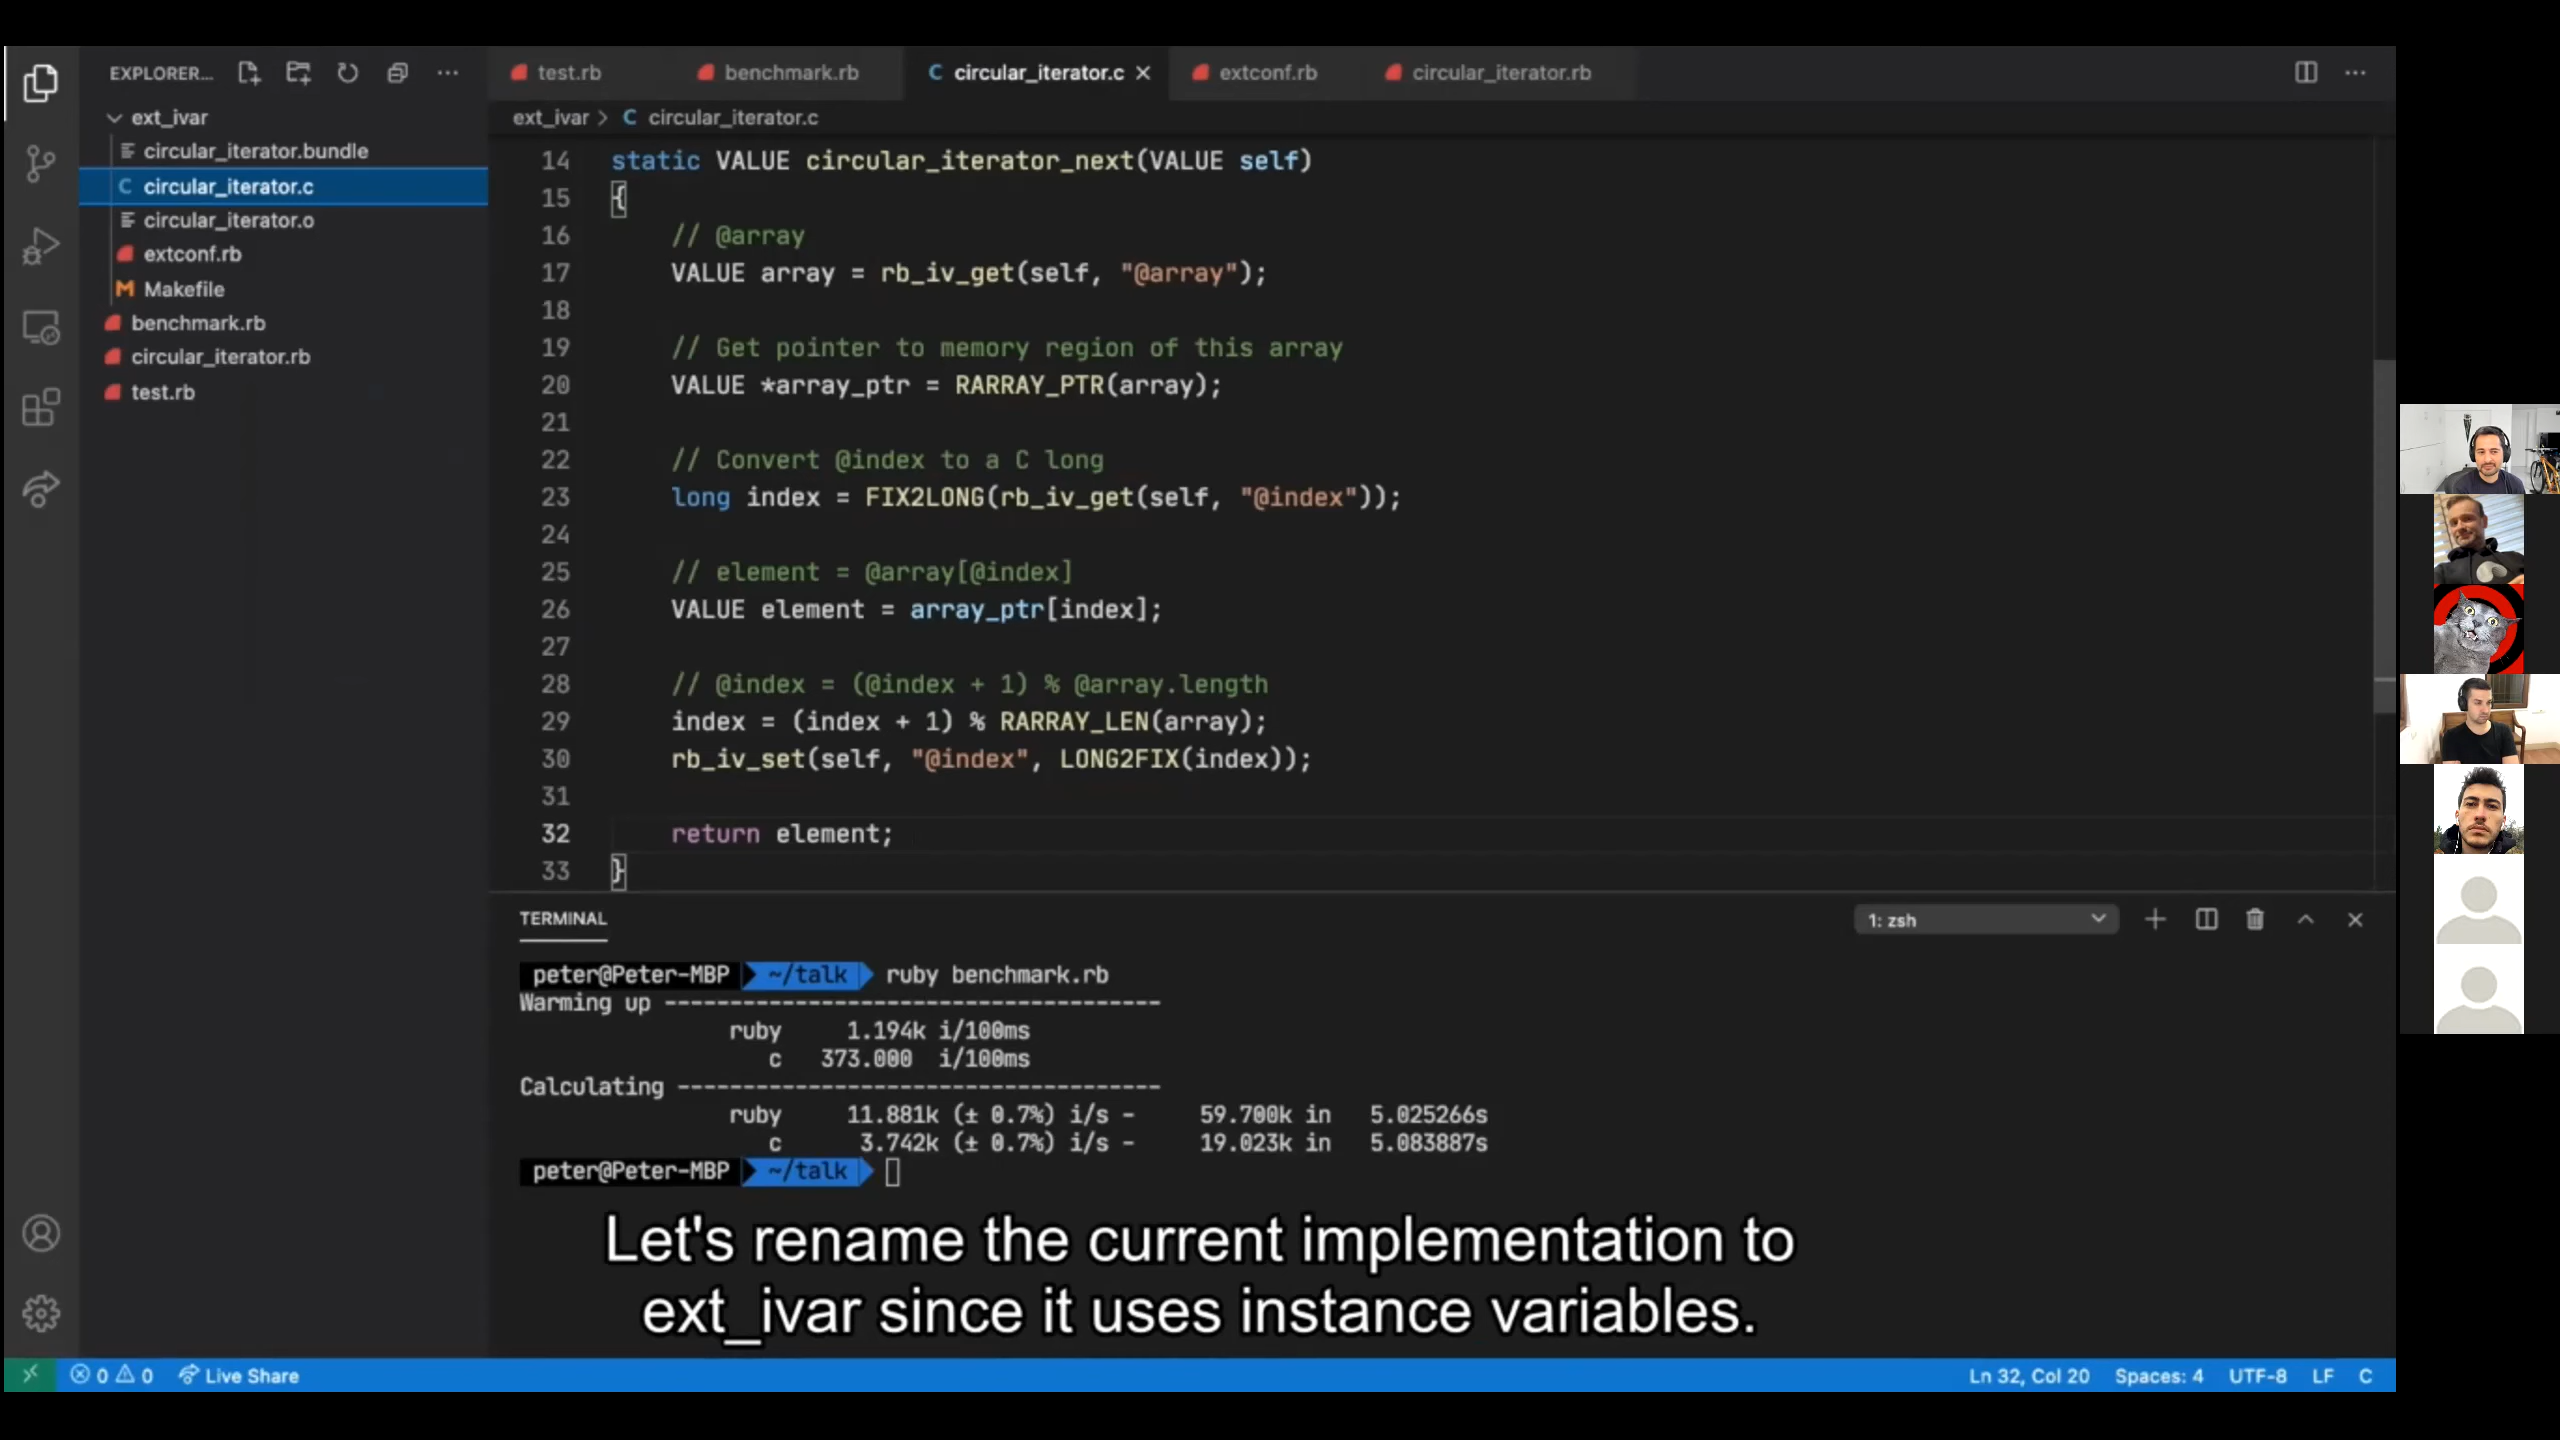 EXPLORER...
ext_ivar
circular_iterator.bundle
C circular_iterator.c
circular_iterator.o
extconf.rb
M Makefile
benchmark.rb
circular_iterator.rb
test.rb
test.rb benchmark.rb C circular_iterator.c × extconf.rb circular_iterator.rb
ext_ivar > C circular_iterator.c
14 static VALUE circular_iterator_next(VALUE self)
15 {
16 // @array
17 VALUE array = rb_iv_get(self, "@array");
18
19 // Get pointer to memory region of this array
20 VALUE *array_ptr = RARRAY_PTR(array);
21
22 // Convert @index to a C long
23 long index = FIX2LONG(rb_iv_get(self, "@index"));
24
25 // element = @array[@index]
26 VALUE element = array_ptr[index];
27
28 // @index = (@index + 1) % @array.length
29 index = (index + 1) % RARRAY_LEN(array);
30 rb_iv_set(self, "@index", LONG2FIX(index));
31
32 return element;
33 }
TERMINAL
1: zsh
peter@Peter-MBP ~/talk ruby benchmark.rb
Warming up --------------------------------------
ruby 1.194k i/100ms
c 373.000 i/100ms
Calculating -------------------------------------
ruby 11.881k (± 0.7%) i/s - 59.700k in 5.025266s
c 3.742k (± 0.7%) i/s - 19.023k in 5.083887s
peter@Peter-MBP ~/talk
Let's rename the current implementation to
ext_ivar since it uses instance variables.
0 0 Live Share
Ln 32, Col 20 Spaces: 4 UTF-8 LF C